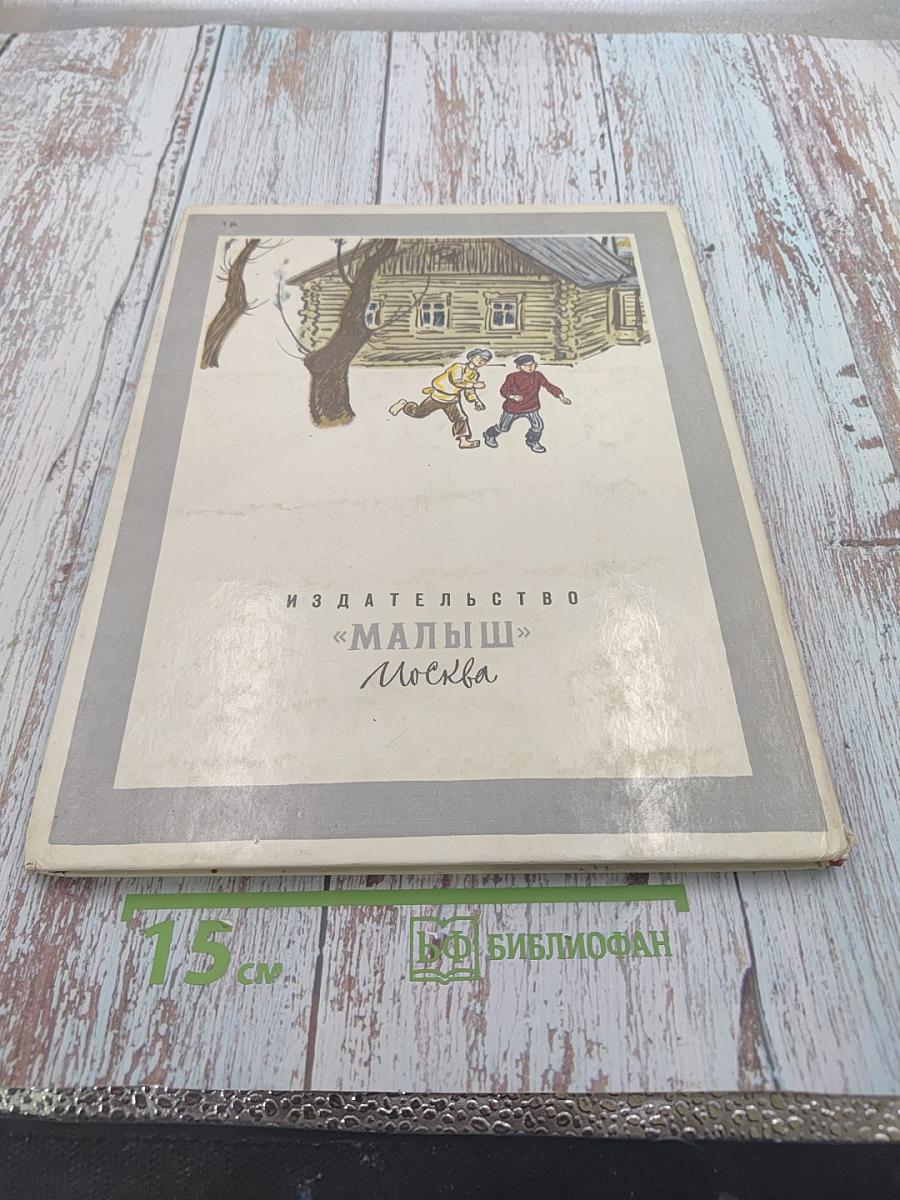 ИЗДАТЕЛЬСТВО
«МАЛЫШ»
Москва
15 см
БФ БИБЛИОФАН